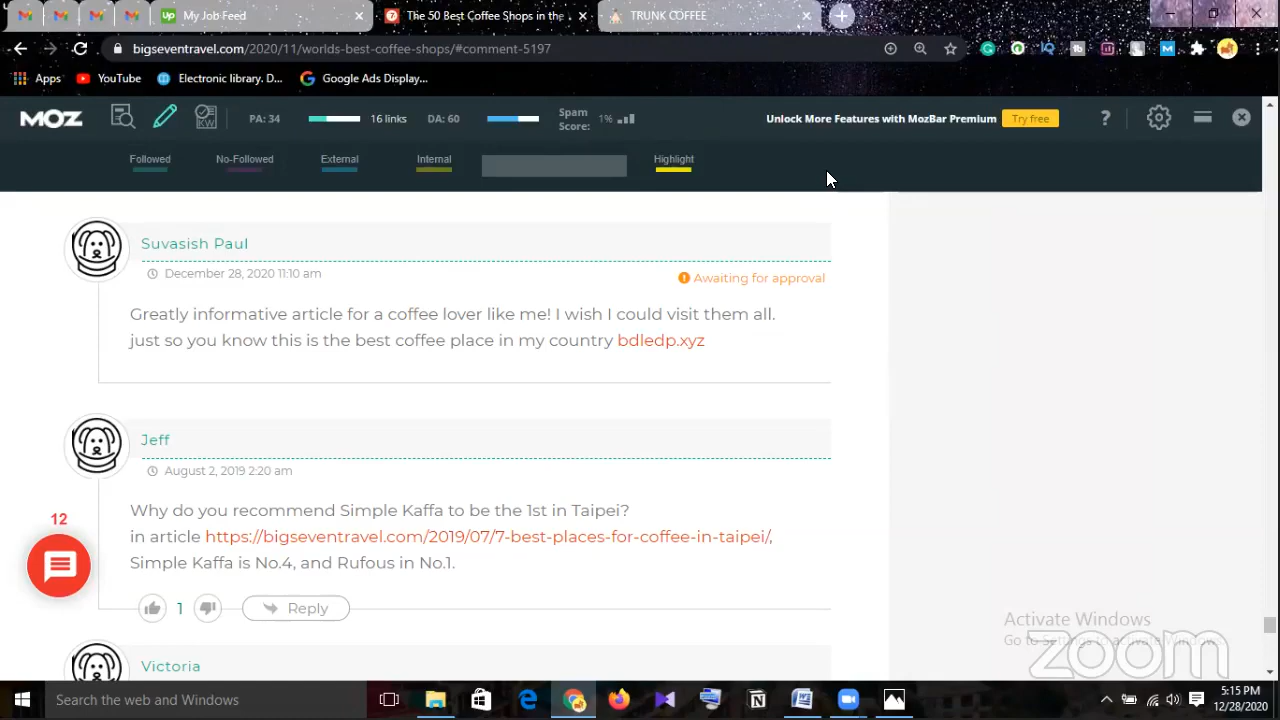 My Job Feed
The 50 Best Coffee Shops in the
TRUNK COFFEE
bigseventravel.com/2020/11/worlds-best-coffee-shops/#comment-5197
Apps
YouTube
Electronic library. D...
Google Ads Display...
MOZ
PA: 34
16 links
DA: 60
Spam
Score:
1%
Unlock More Features with MozBar Premium
Try free
?
Followed
No-Followed
External
Internal
Highlight
Suvasish Paul
December 28, 2020 11:10 am
Awaiting for approval
Greatly informative article for a coffee lover like me! I wish I could visit them all.
just so you know this is the best coffee place in my country bdledp.xyz
Jeff
August 2, 2019 2:20 am
Why do you recommend Simple Kaffa to be the 1st in Taipei?
in article https://bigseventravel.com/2019/07/7-best-places-for-coffee-in-taipei/,
Simple Kaffa is No.4, and Rufous in No.1.
12
1
Reply
Victoria
Activate Windows
Go to Settings to activate Windows.
zoom
Search the web and Windows
5:15 PM
12/28/2020